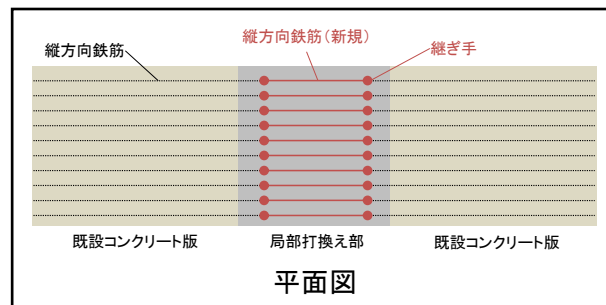 縦方向鉄筋（新規）
縦方向鉄筋
継ぎ手
既設コンクリート版
局部打換え部
既設コンクリート版
平面図